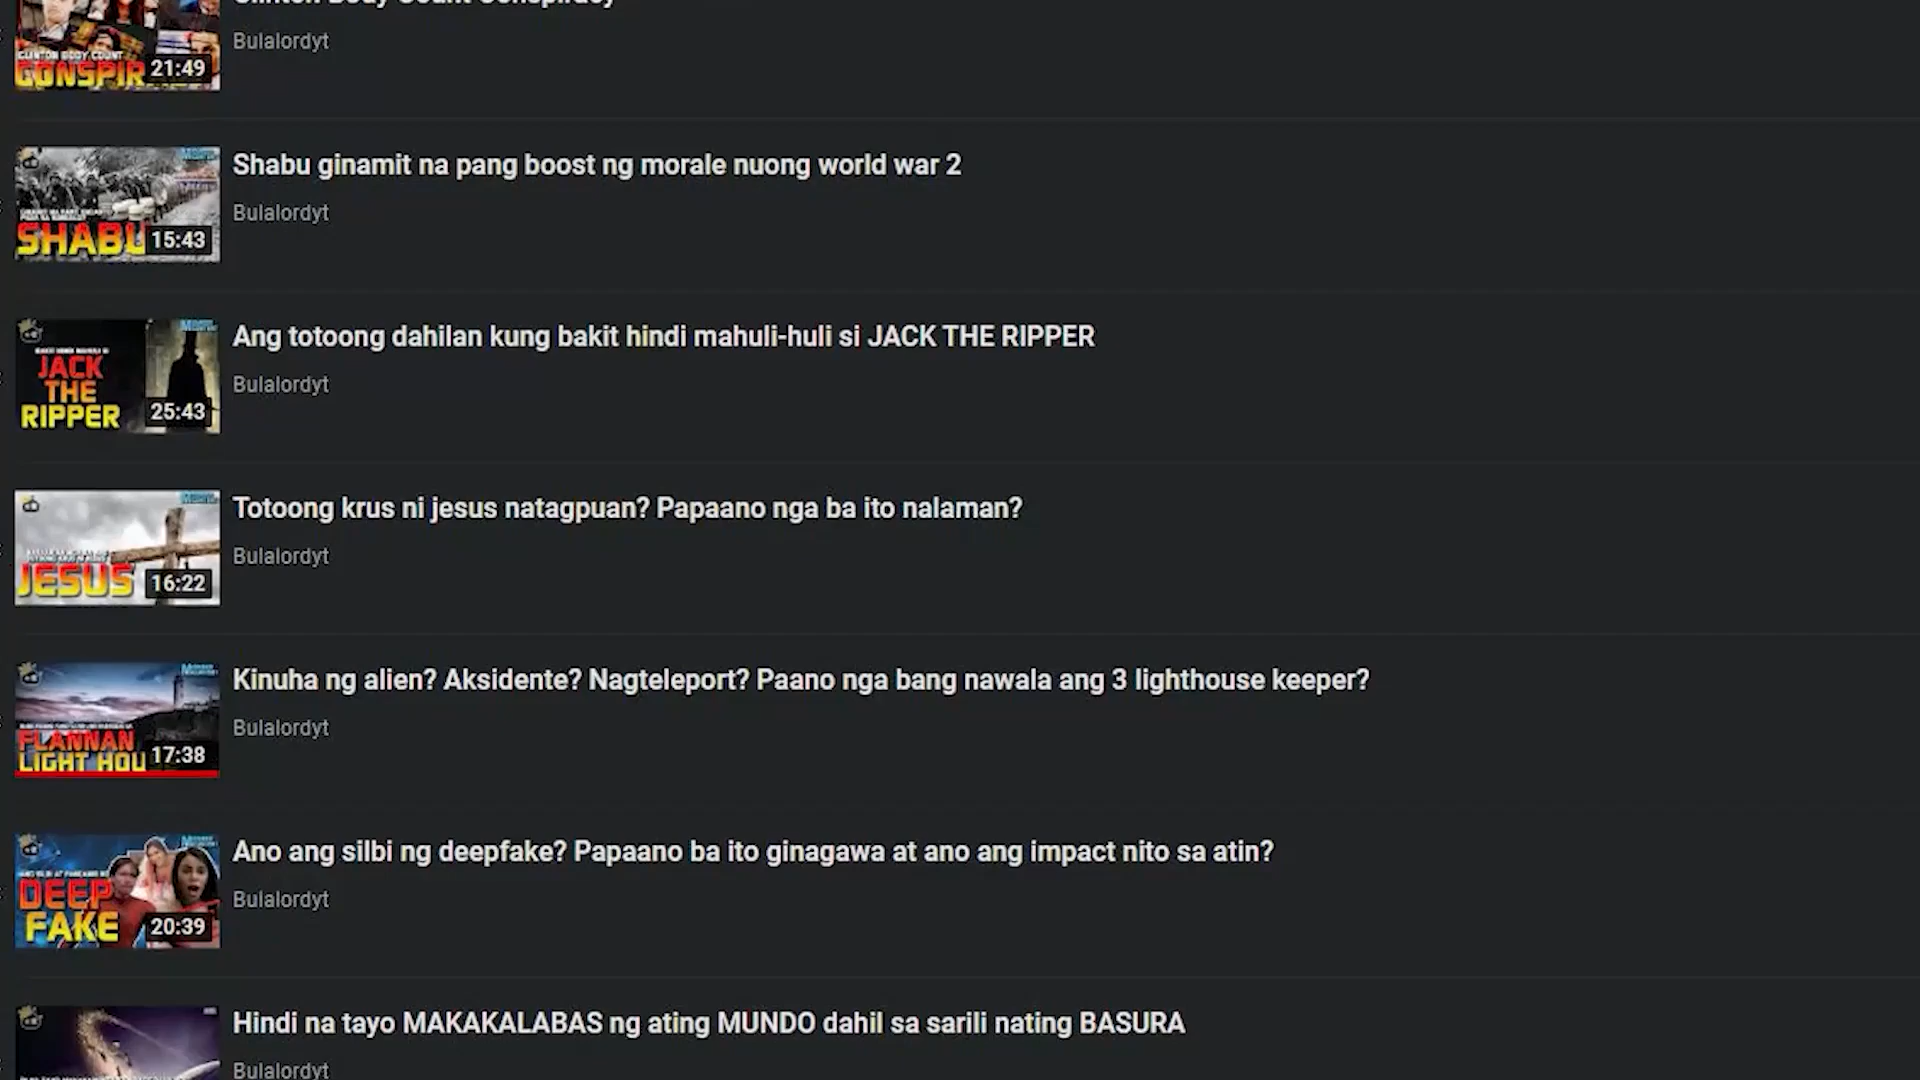 Clinton Body Count Conspiracy
Bulalordyt
CLINTON BODY COUNT
CONSPIR
21:49
Shabu ginamit na pang boost ng morale nuong world war 2
Bulalordyt
SHABU
15:43
Ang totoong dahilan kung bakit hindi mahuli-huli si JACK THE RIPPER
Bulalordyt
BAKIT HINDI MAHULI SI
JACK
THE
RIPPER
25:43
Totoong krus ni jesus natagpuan? Papaano nga ba ito nalaman?
Bulalordyt
JESUS
16:22
Kinuha ng alien? Aksidente? Nagteleport? Paano nga bang nawala ang 3 lighthouse keeper?
Bulalordyt
FLANNAN
LIGHT HOU
17:38
Ano ang silbi ng deepfake? Papaano ba ito ginagawa at ano ang impact nito sa atin?
Bulalordyt
DEEP
FAKE
20:39
Hindi na tayo MAKAKALABAS ng ating MUNDO dahil sa sarili nating BASURA
Bulalordyt